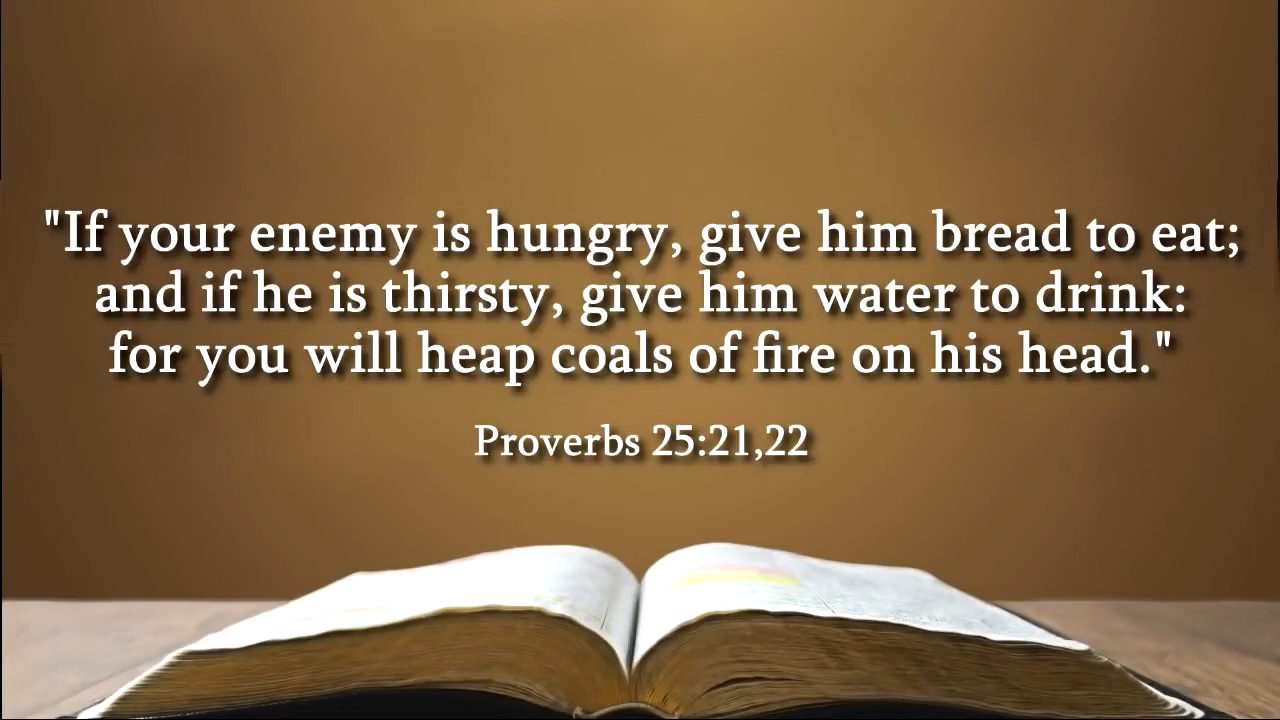 "If your enemy is hungry, give him bread to eat;
and if he is thirsty, give him water to drink:
for you will heap coals of fire on his head."
Proverbs 25:21,22